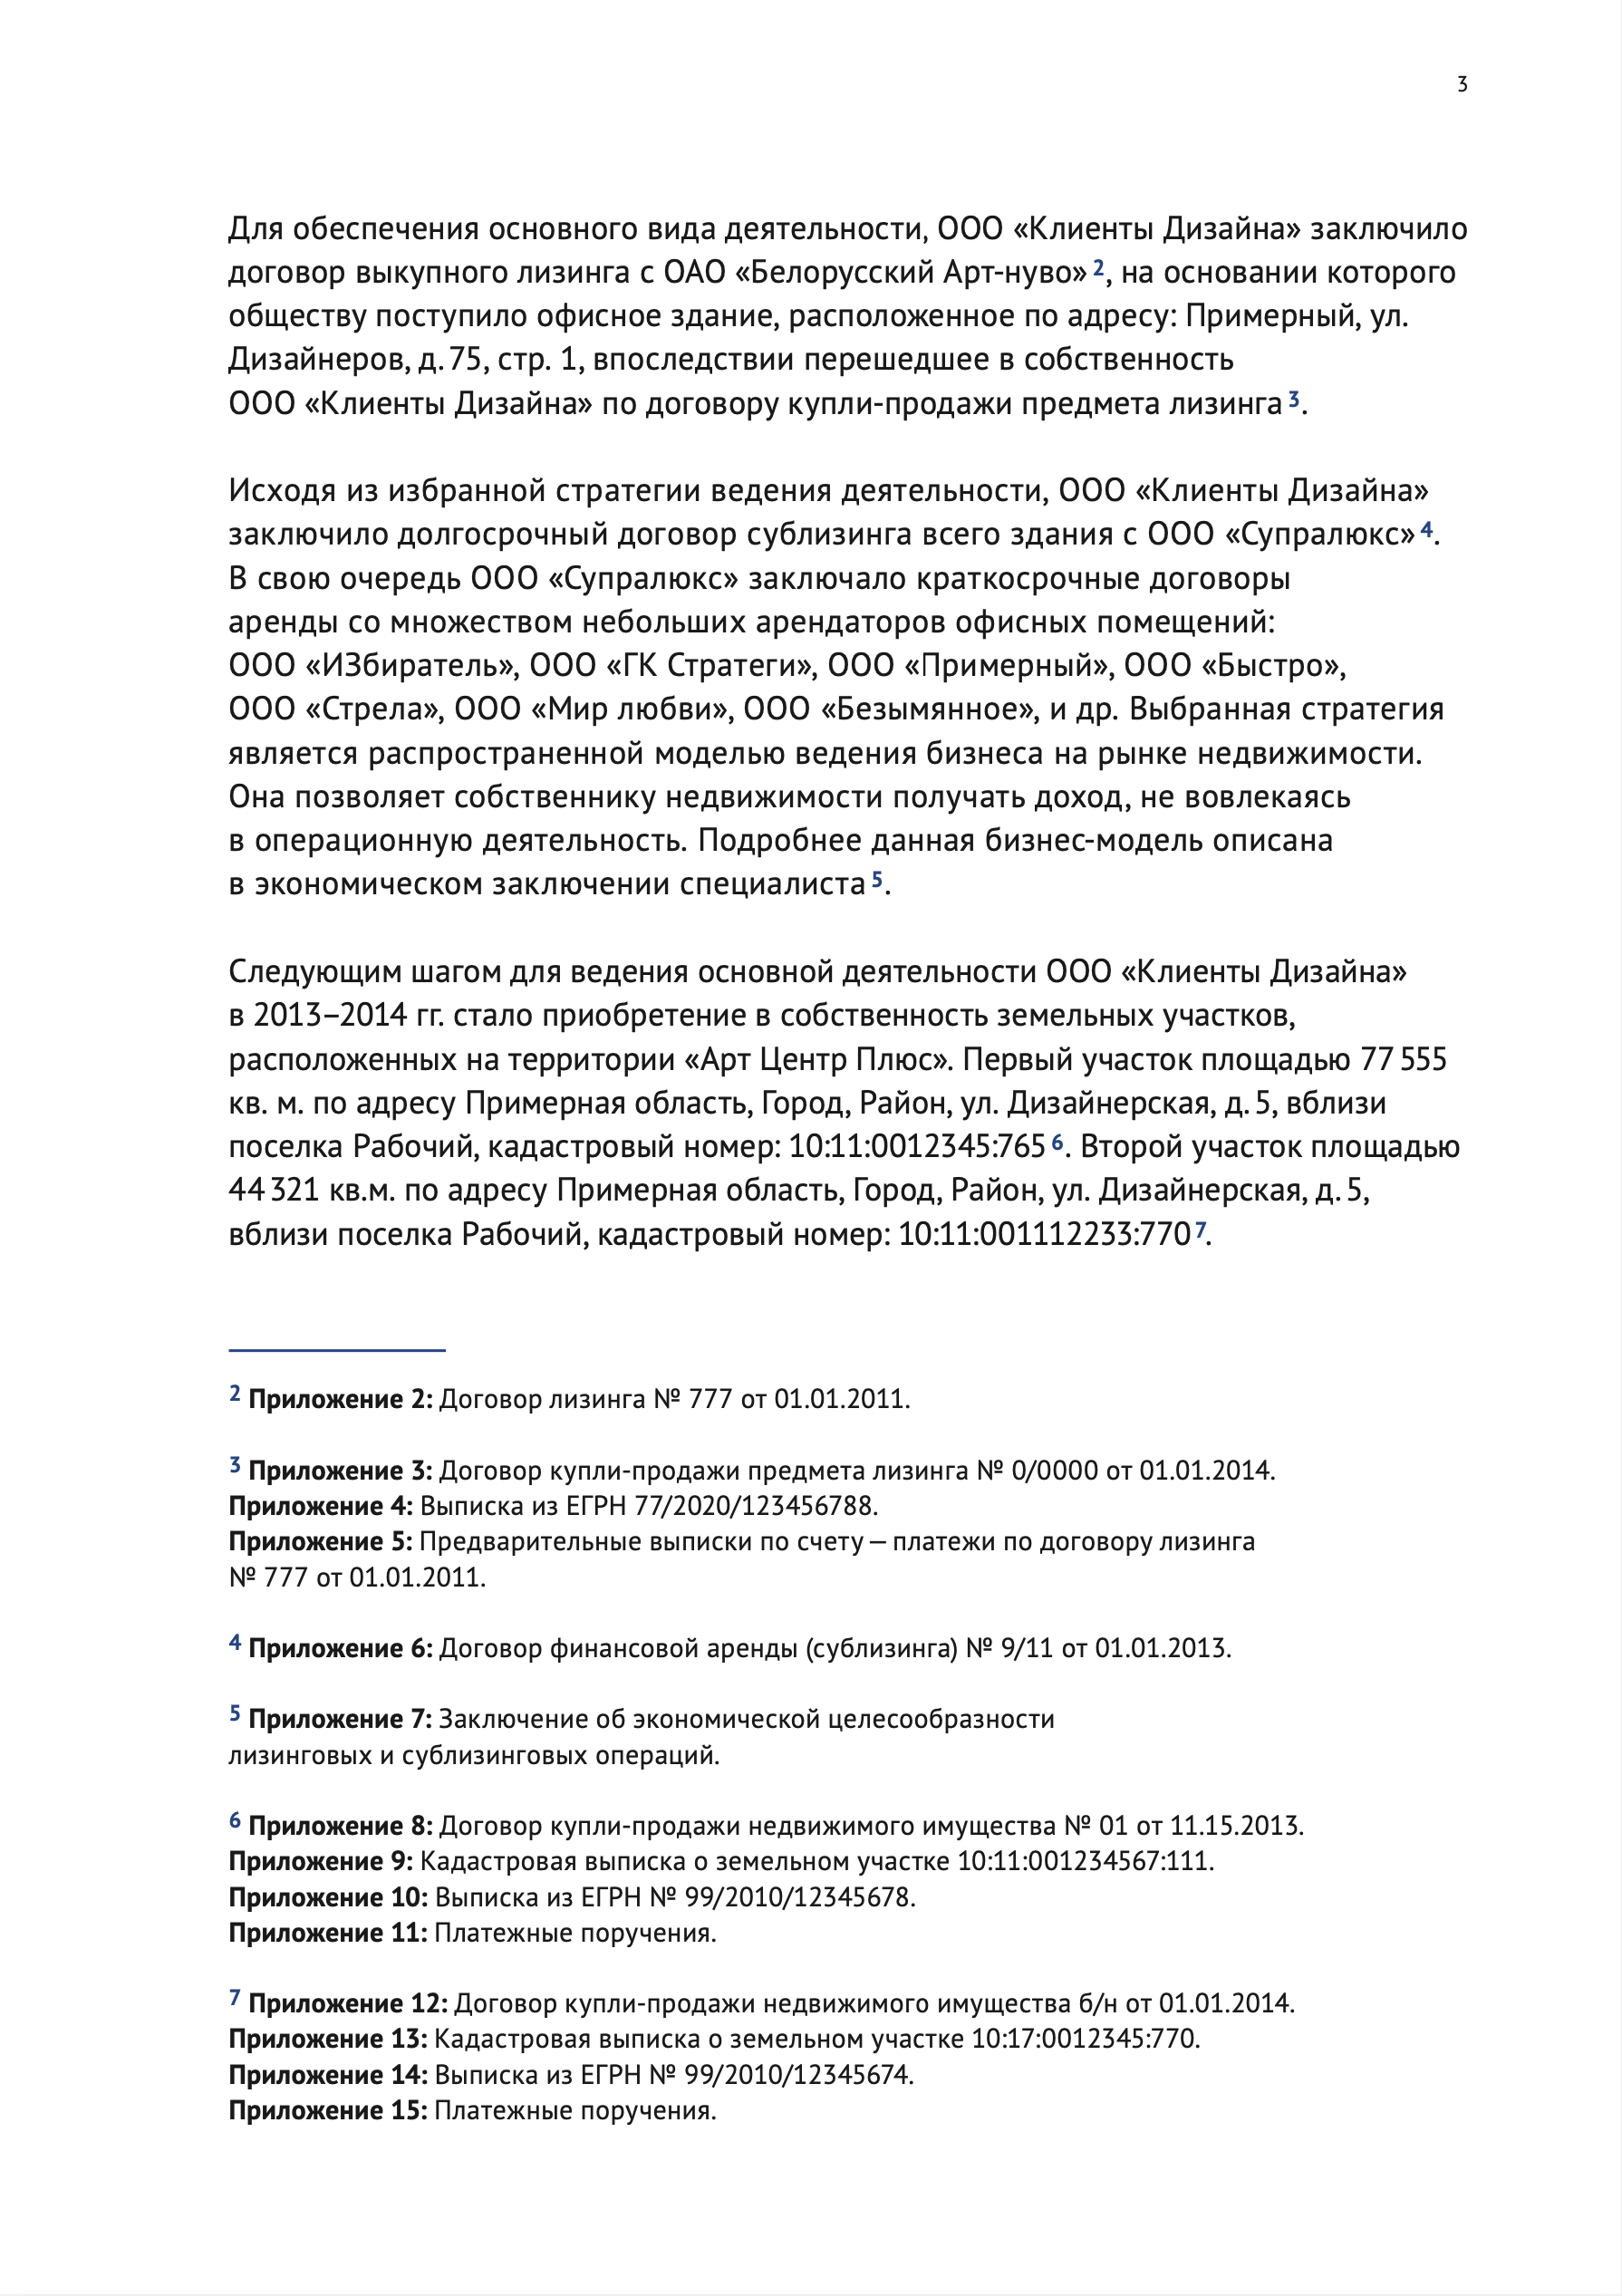 3
Для обеспечения основного вида деятельности, ООО «Клиенты Дизайна» заключило
договор выкупного лизинга с ОАО «Белорусский Арт-нуво» 2, на основании которого
обществу поступило офисное здание, расположенное по адресу: Примерный, ул.
Дизайнеров, д. 75, стр. 1, впоследствии перешедшее в собственность
ООО «Клиенты Дизайна» по договору купли-продажи предмета лизинга 3.
Исходя из избранной стратегии ведения деятельности, ООО «Клиенты Дизайна»
заключило долгосрочный договор сублизинга всего здания с ООО «Супралюкс» 4.
В свою очередь ООО «Супралюкс» заключало краткосрочные договоры
аренды со множеством небольших арендаторов офисных помещений:
ООО «ИЗбиратель», ООО «ГК Стратеги», ООО «Примерный», ООО «Быстро»,
ООО «Стрела», ООО «Мир любви», ООО «Безымянное», и др. Выбранная стратегия
является распространенной моделью ведения бизнеса на рынке недвижимости.
Она позволяет собственнику недвижимости получать доход, не вовлекаясь
в операционную деятельность. Подробнее данная бизнес-модель описана
в экономическом заключении специалиста 5.
Следующим шагом для ведения основной деятельности ООО «Клиенты Дизайна»
в 2013–2014 гг. стало приобретение в собственность земельных участков,
расположенных на территории «Арт Центр Плюс». Первый участок площадью 77 555
кв. м. по адресу Примерная область, Город, Район, ул. Дизайнерская, д. 5, вблизи
поселка Рабочий, кадастровый номер: 10:11:0012345:765 6. Второй участок площадью
44 321 кв.м. по адресу Примерная область, Город, Район, ул. Дизайнерская, д. 5,
вблизи поселка Рабочий, кадастровый номер: 10:11:001112233:770 7.
2 Приложение 2: Договор лизинга № 777 от 01.01.2011.
3 Приложение 3: Договор купли-продажи предмета лизинга № 0/0000 от 01.01.2014.
Приложение 4: Выписка из ЕГРН 77/2020/123456788.
Приложение 5: Предварительные выписки по счету — платежи по договору лизинга
№ 777 от 01.01.2011.
4 Приложение 6: Договор финансовой аренды (сублизинга) № 9/11 от 01.01.2013.
5 Приложение 7: Заключение об экономической целесообразности
лизинговых и сублизинговых операций.
6 Приложение 8: Договор купли-продажи недвижимого имущества № 01 от 11.15.2013.
Приложение 9: Кадастровая выписка о земельном участке 10:11:001234567:111.
Приложение 10: Выписка из ЕГРН № 99/2010/12345678.
Приложение 11: Платежные поручения.
7 Приложение 12: Договор купли-продажи недвижимого имущества б/н от 01.01.2014.
Приложение 13: Кадастровая выписка о земельном участке 10:17:0012345:770.
Приложение 14: Выписка из ЕГРН № 99/2010/12345674.
Приложение 15: Платежные поручения.